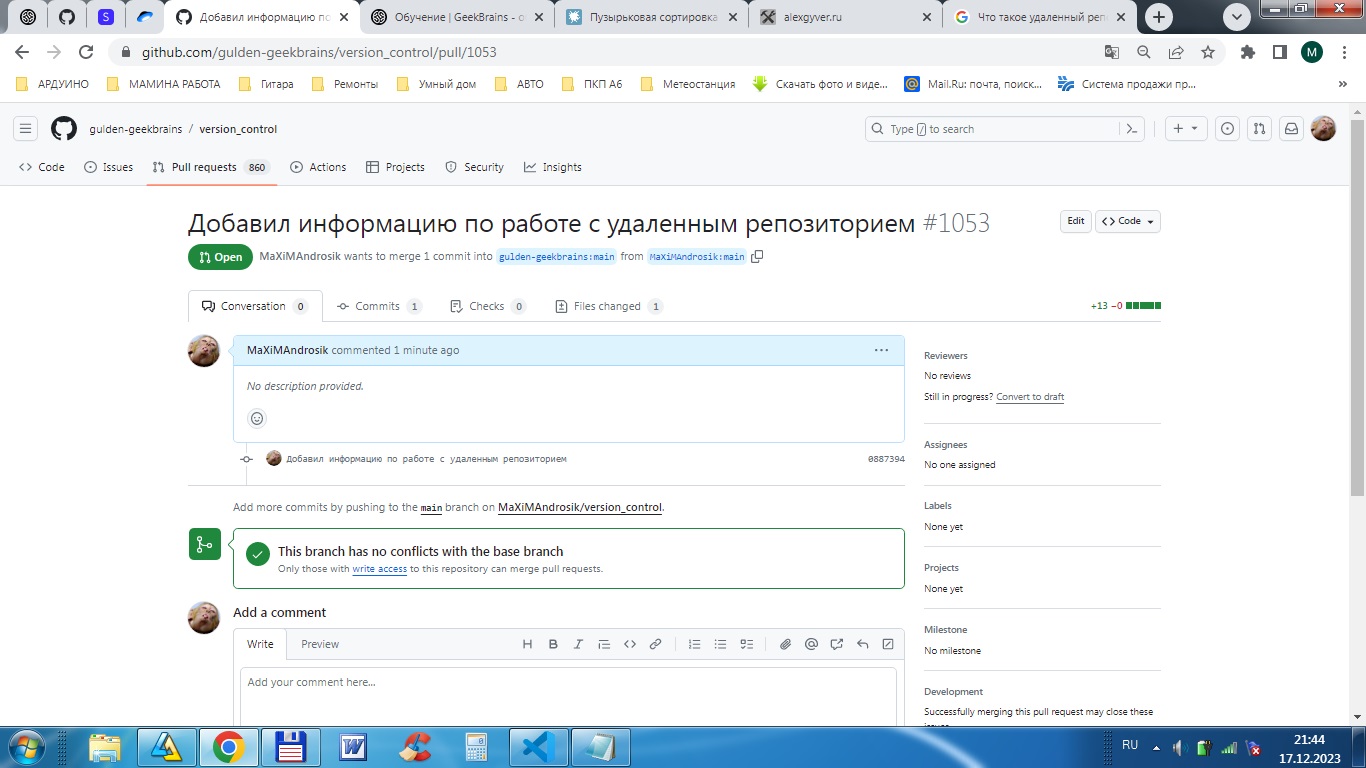 Добавил информацию по
Обучение | GeekBrains - о
Пузырьковая сортировка
alexgyver.ru
Что такое удаленный реп
github.com/gulden-geekbrains/version_control/pull/1053
M
АРДУИНО
МАМИНА РАБОТА
Гитара
Ремонты
Умный дом
АВТО
ПКП А6
Метеостанция
Скачать фото и виде...
Mail.Ru: почта, поиск...
Система продажи пр...
gulden-geekbrains / version_control
Type / to search
Code
Issues
Pull requests 860
Actions
Projects
Security
Insights
Добавил информацию по работе с удаленным репозиторием #1053
Edit
Code
Open
MaXiMAndrosik wants to merge 1 commit into gulden-geekbrains:main from MaXiMAndrosik:main
Conversation 0
Commits 1
Checks 0
Files changed 1
+13 −0
MaXiMAndrosik commented 1 minute ago
No description provided.
Добавил информацию по работе с удаленным репозиторием
0887394
Add more commits by pushing to the main branch on MaXiMAndrosik/version_control.
This branch has no conflicts with the base branch
Only those with write access to this repository can merge pull requests.
Add a comment
Write
Preview
Add your comment here...
Reviewers
No reviews
Still in progress? Convert to draft
Assignees
No one assigned
Labels
None yet
Projects
None yet
Milestone
No milestone
Development
Successfully merging this pull request may close these
issues.
RU
21:44
17.12.2023